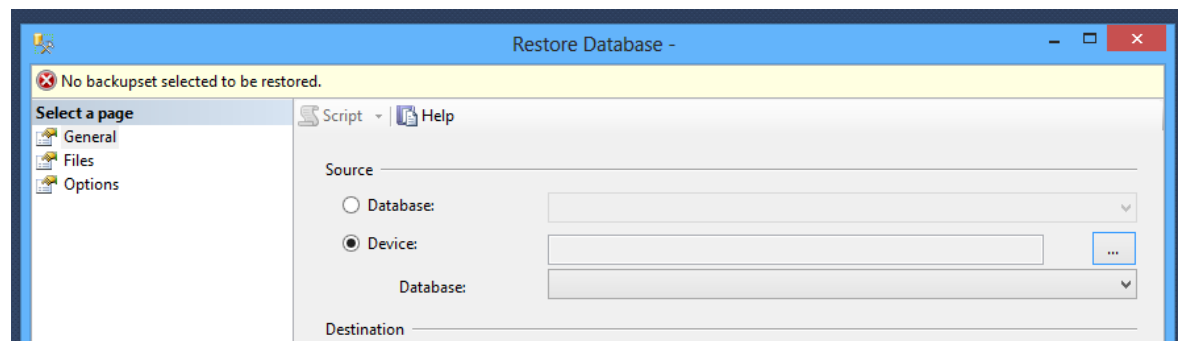 Restore Database -
No backupset selected to be restored.
Select a page
General
Files
Options
Script
Help
Source
Database:
Device:
...
Database:
Destination